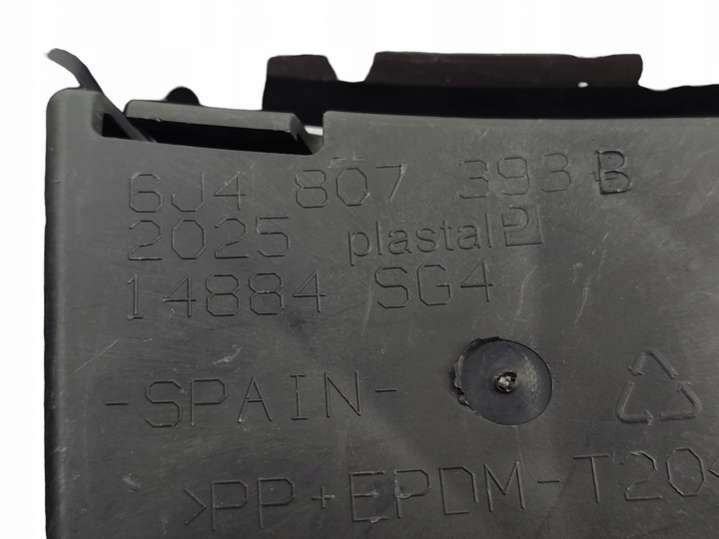 6J4 807 393 B
2025 plastal P
14884 SG4
-SPAIN-
>PP+EPDM-T20<